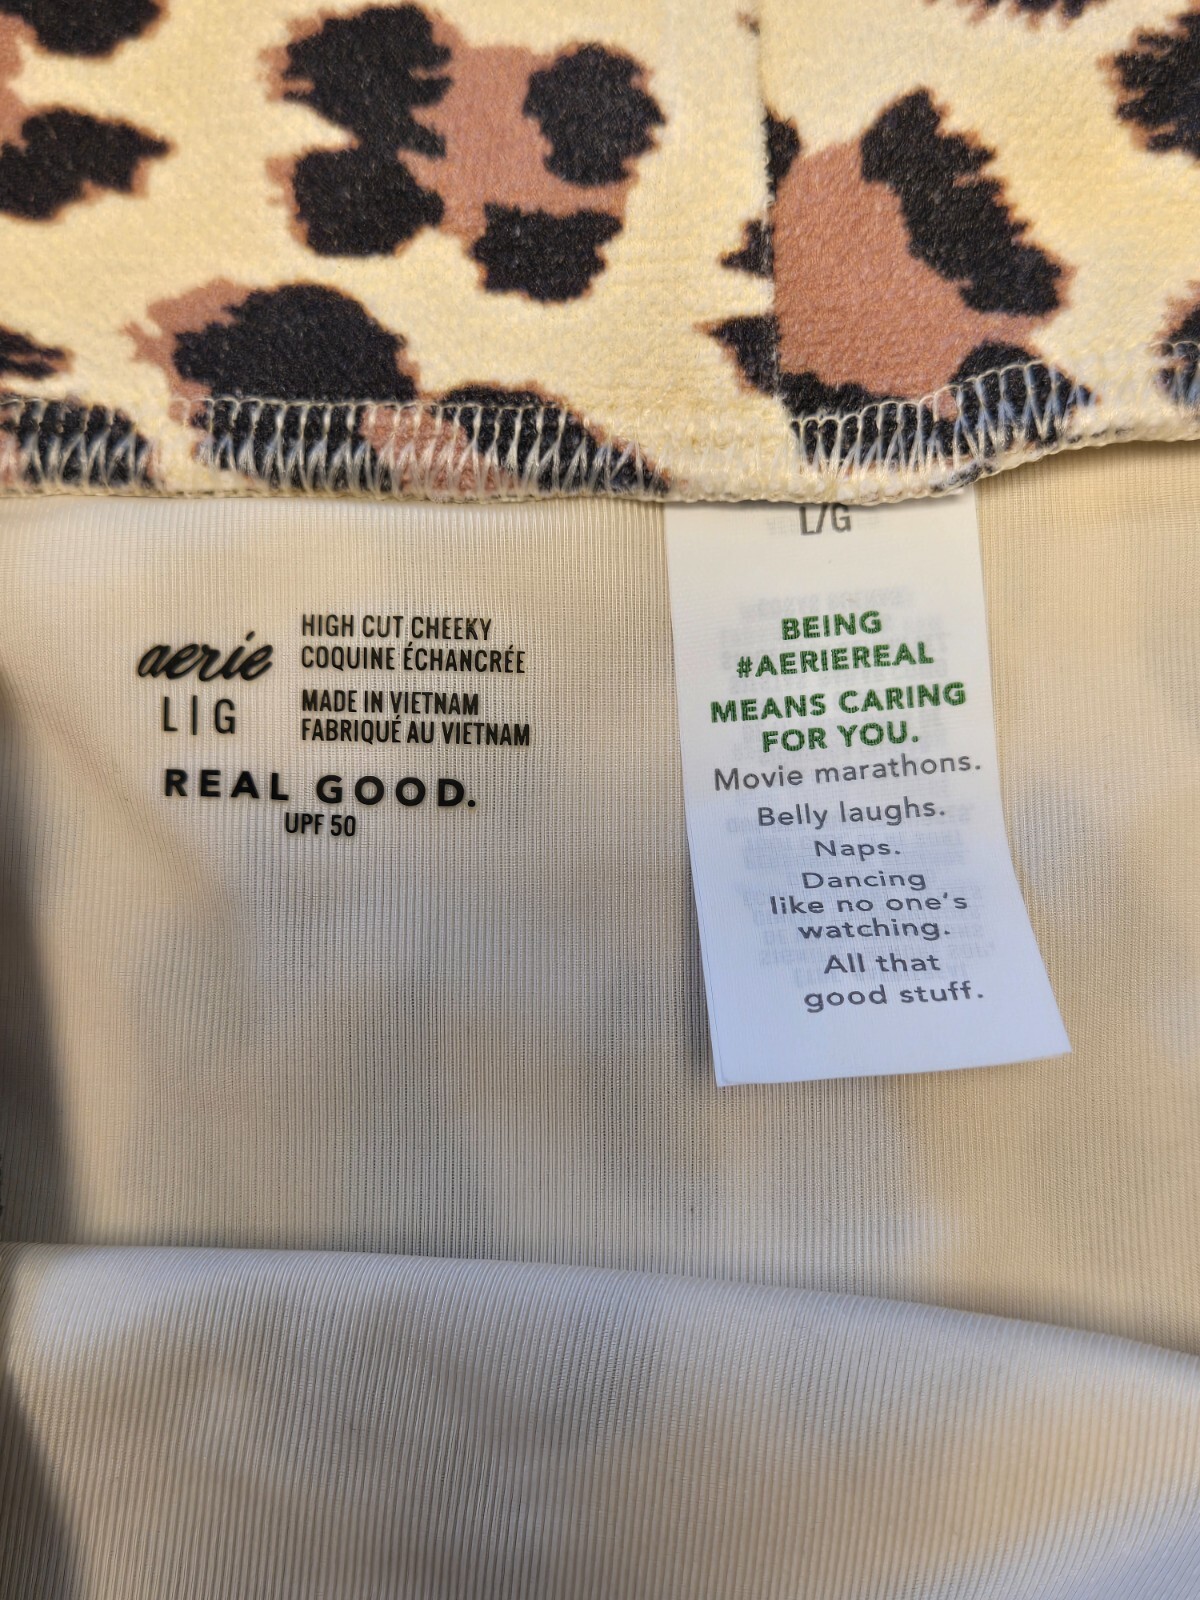 aerie
L|G
HIGH CUT CHEEKY
COQUINE ÉCHANCRÉE
MADE IN VIETNAM
FABRIQUÉ AU VIETNAM
REAL GOOD.
UPF 50
L/G
BEING
#AERIEREAL
MEANS CARING
FOR YOU.
Movie marathons.
Belly laughs.
Naps.
Dancing
like no one's
watching.
All that
good stuff.